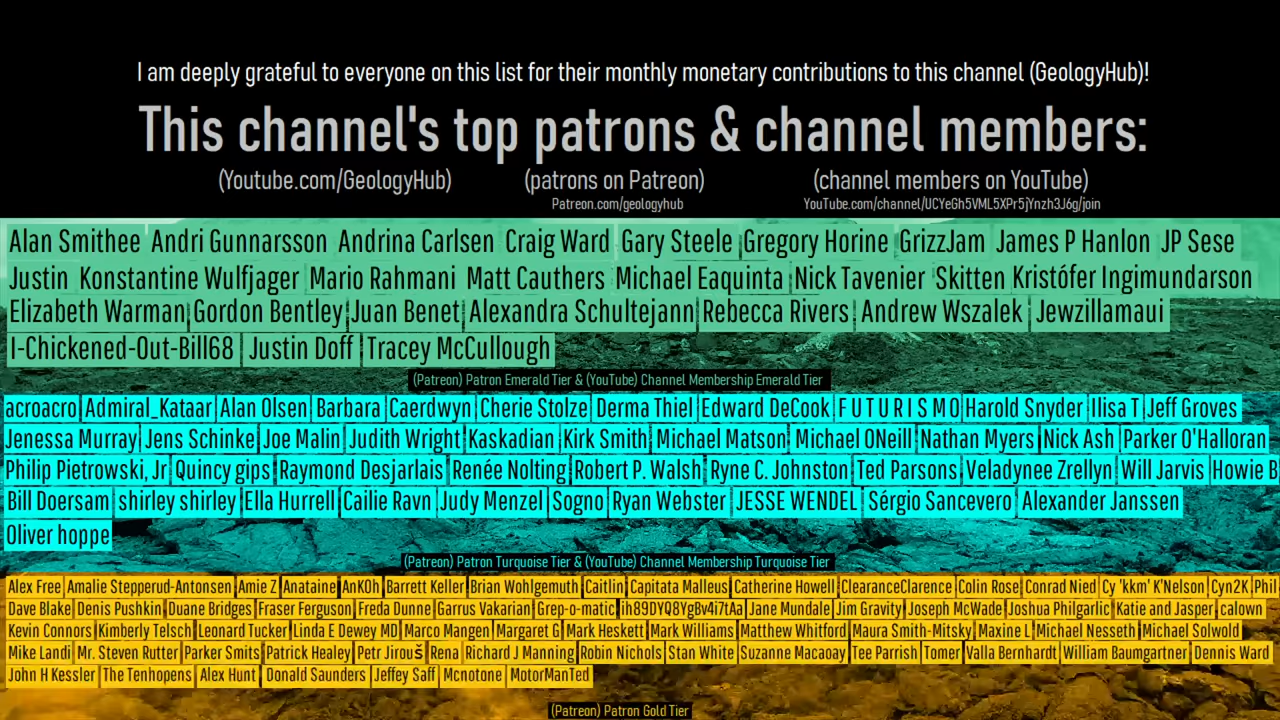 I am deeply grateful to everyone on this list for their monthly monetary contributions to this channel (GeologyHub)!
This channel's top patrons & channel members:
(Youtube.com/GeologyHub) (patrons on Patreon) (channel members on YouTube)
Patreon.com/geologyhub YouTube.com/channel/UCYeGh5VML5XPr5jYnzh3J6g/join
Alan Smithee Andri Gunnarsson Andrina Carlsen Craig Ward Gary Steele Gregory Horine GrizzJam James P Hanlon JP Sese
Justin Konstantine Wulfjager Mario Rahmani Matt Cauthers Michael Eaquinta Nick Tavenier Skitten Kristófer Ingimundarson
Elizabeth Warman Gordon Bentley Juan Benet Alexandra Schultejann Rebecca Rivers Andrew Wszalek Jewzillamaui
I-Chickened-Out-Bill68 Justin Doff Tracey McCullough
(Patreon) Patron Emerald Tier & (YouTube) Channel Membership Emerald Tier
acroacro Admiral_Kataar Alan Olsen Barbara Caerdwyn Cherie Stolze Derma Thiel Edward DeCook F U T U R I S M O Harold Snyder Ilisa T Jeff Groves
Jenessa Murray Jens Schinke Joe Malin Judith Wright Kaskadian Kirk Smith Michael Matson Michael ONeill Nathan Myers Nick Ash Parker O'Halloran
Philip Pietrowski, Jr Quincy gips Raymond Desjarlais Renée Nolting Robert P. Walsh Ryne C. Johnston Ted Parsons Veladynee Zrellyn Will Jarvis Howie B
Bill Doersam shirley shirley Ella Hurrell Cailie Ravn Judy Menzel Sogno Ryan Webster JESSE WENDEL Sérgio Sancevero Alexander Janssen
Oliver hoppe
(Patreon) Patron Turquoise Tier & (YouTube) Channel Membership Turquoise Tier
Alex Free Amalie Stepperud-Antonsen Amie Z Anataine AnKOh Barrett Keller Brian Wohlgemuth Caitlin Capitata Malleus Catherine Howell ClearanceClarence Colin Rose Conrad Nied Cy 'kkm' K'Nelson Cyn2K Phil
Dave Blake Denis Pushkin Duane Bridges Fraser Ferguson Freda Dunne Garrus Vakarian Grep-o-matic ih89DYQ8YgBv4i7tAa Jane Mundale Jim Gravity Joseph McWade Joshua Philgarlic Katie and Jasper calown
Kevin Connors Kimberly Telsch Leonard Tucker Linda E Dewey MD Marco Mangen Margaret G Mark Heskett Mark Williams Matthew Whitford Maura Smith-Mitsky Maxine L Michael Nesseth Michael Solwold
Mike Landi Mr. Steven Rutter Parker Smits Patrick Healey Petr Jirouš Rena Richard J Manning Robin Nichols Stan White Suzanne Macaoay Tee Parrish Tomer Valla Bernhardt William Baumgartner Dennis Ward
John H Kessler The Tenhopens Alex Hunt Donald Saunders Jeffey Saff Mcnotone MotorManTed
(Patreon) Patron Gold Tier